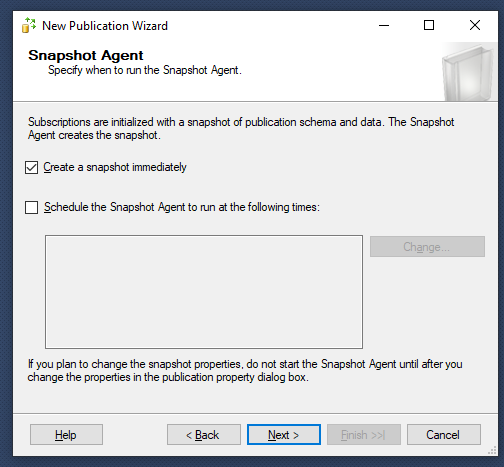 New Publication Wizard
Snapshot Agent
Specify when to run the Snapshot Agent.
Subscriptions are initialized with a snapshot of publication schema and data. The Snapshot
Agent creates the snapshot.
Create a snapshot immediately
Schedule the Snapshot Agent to run at the following times:
Change...
If you plan to change the snapshot properties, do not start the Snapshot Agent until after you
change the properties in the publication property dialog box.
Help
< Back
Next >
Finish >>|
Cancel